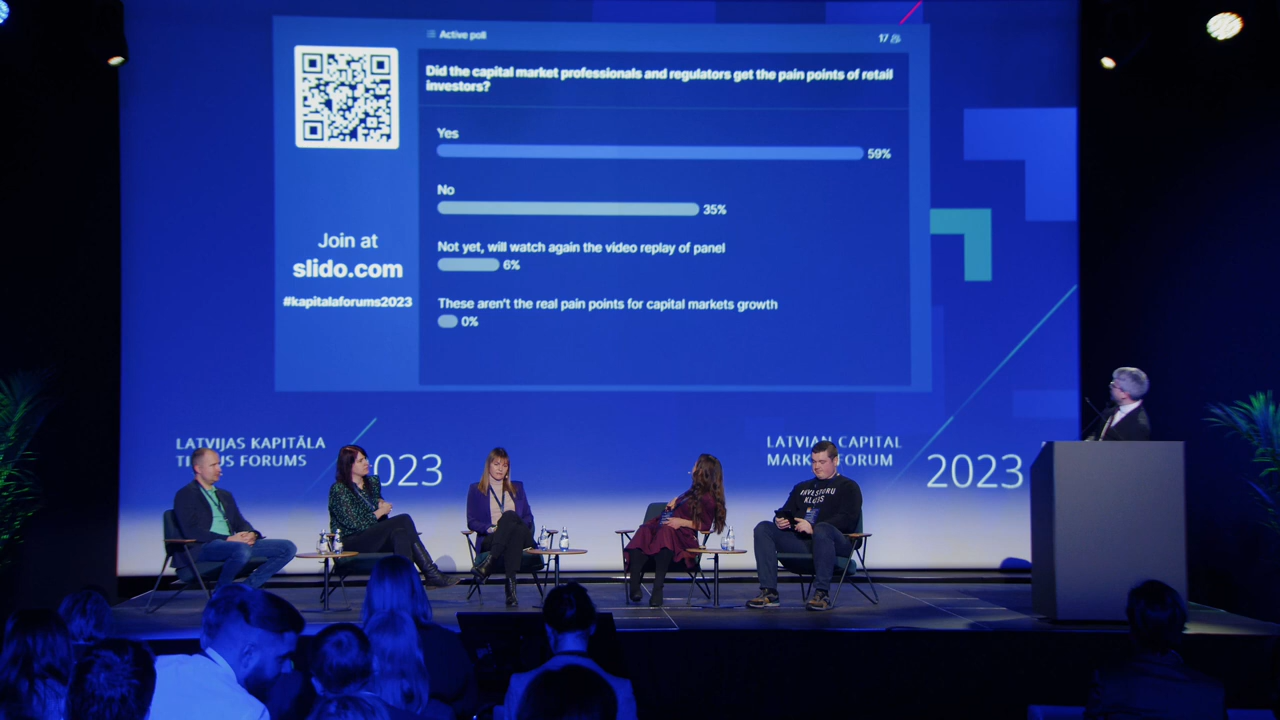 Active poll
17
Did the capital market professionals and regulators get the pain points of retail
investors?
Yes
59%
No
35%
Not yet, will watch again the video replay of panel
6%
These aren't the real pain points for capital markets growth
0%
Join at
slido.com
#kapitalaforums2023
LATVIJAS KAPITĀLA
FORUMS
2023
LATVIAN CAPITAL
FORUM
2023
KLUBS